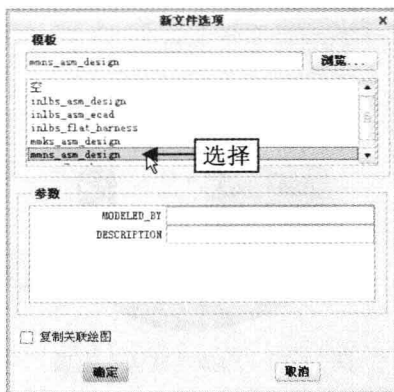 新文件选项
模板
mmns_asm_design
浏览...
空
inlbs_asm_design
inlbs_asm_ecad
inlbs_flat_harness
mmks_asm_design
mmns_asm_design
选择
参数
MODELED_BY
DESCRIPTION
复制关联绘图
确定
取消